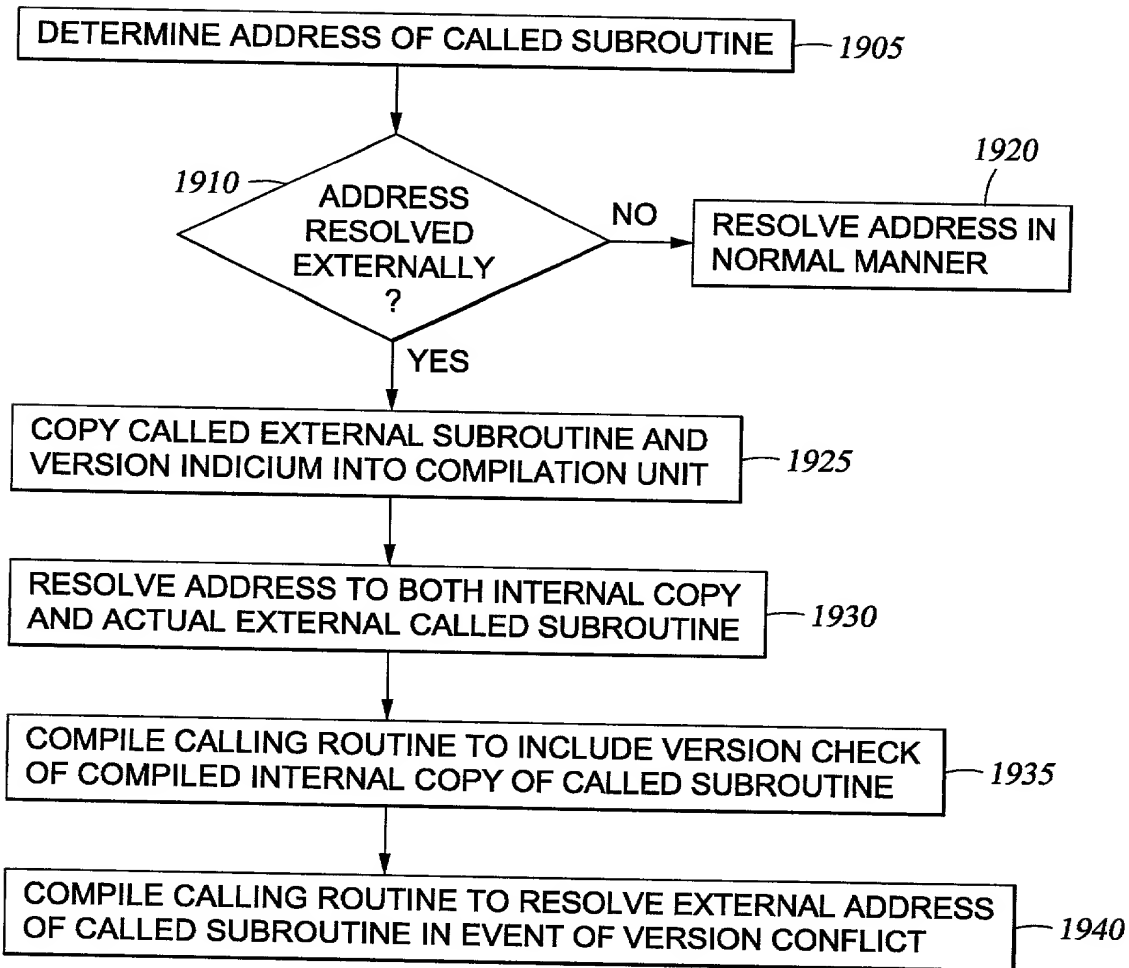 DETERMINE ADDRESS OF CALLED SUBROUTINE
1905
1910
ADDRESS
RESOLVED
EXTERNALLY
?
NO
1920
RESOLVE ADDRESS IN
NORMAL MANNER
YES
COPY CALLED EXTERNAL SUBROUTINE AND
VERSION INDICIUM INTO COMPILATION UNIT
1925
RESOLVE ADDRESS TO BOTH INTERNAL COPY
AND ACTUAL EXTERNAL CALLED SUBROUTINE
1930
COMPILE CALLING ROUTINE TO INCLUDE VERSION CHECK
OF COMPILED INTERNAL COPY OF CALLED SUBROUTINE
1935
COMPILE CALLING ROUTINE TO RESOLVE EXTERNAL ADDRESS
OF CALLED SUBROUTINE IN EVENT OF VERSION CONFLICT
1940